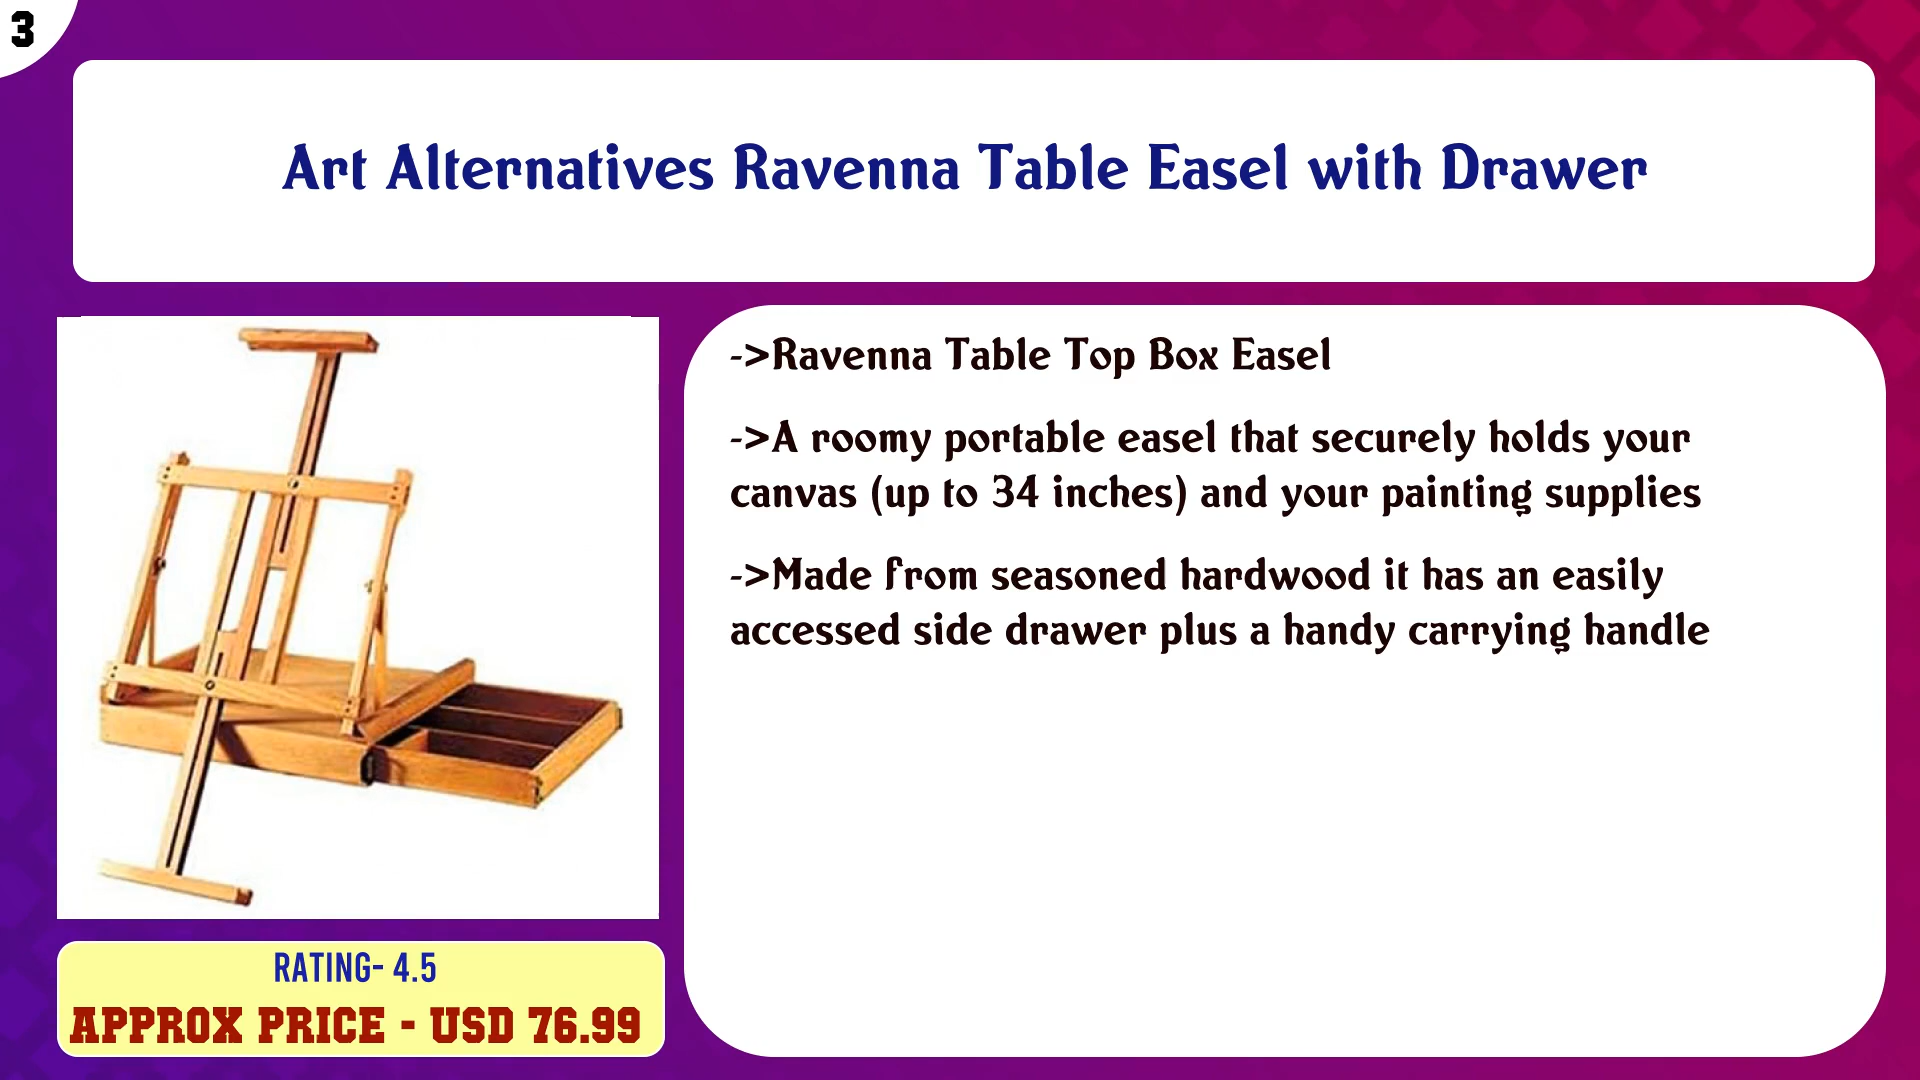 3
Art Alternatives Ravenna Table Easel with Drawer
->Ravenna Table Top Box Easel
->A roomy portable easel that securely holds your
canvas (up to 34 inches) and your painting supplies
->Made from seasoned hardwood it has an easily
accessed side drawer plus a handy carrying handle
RATING- 4.5
APPROX PRICE - USD 76.99